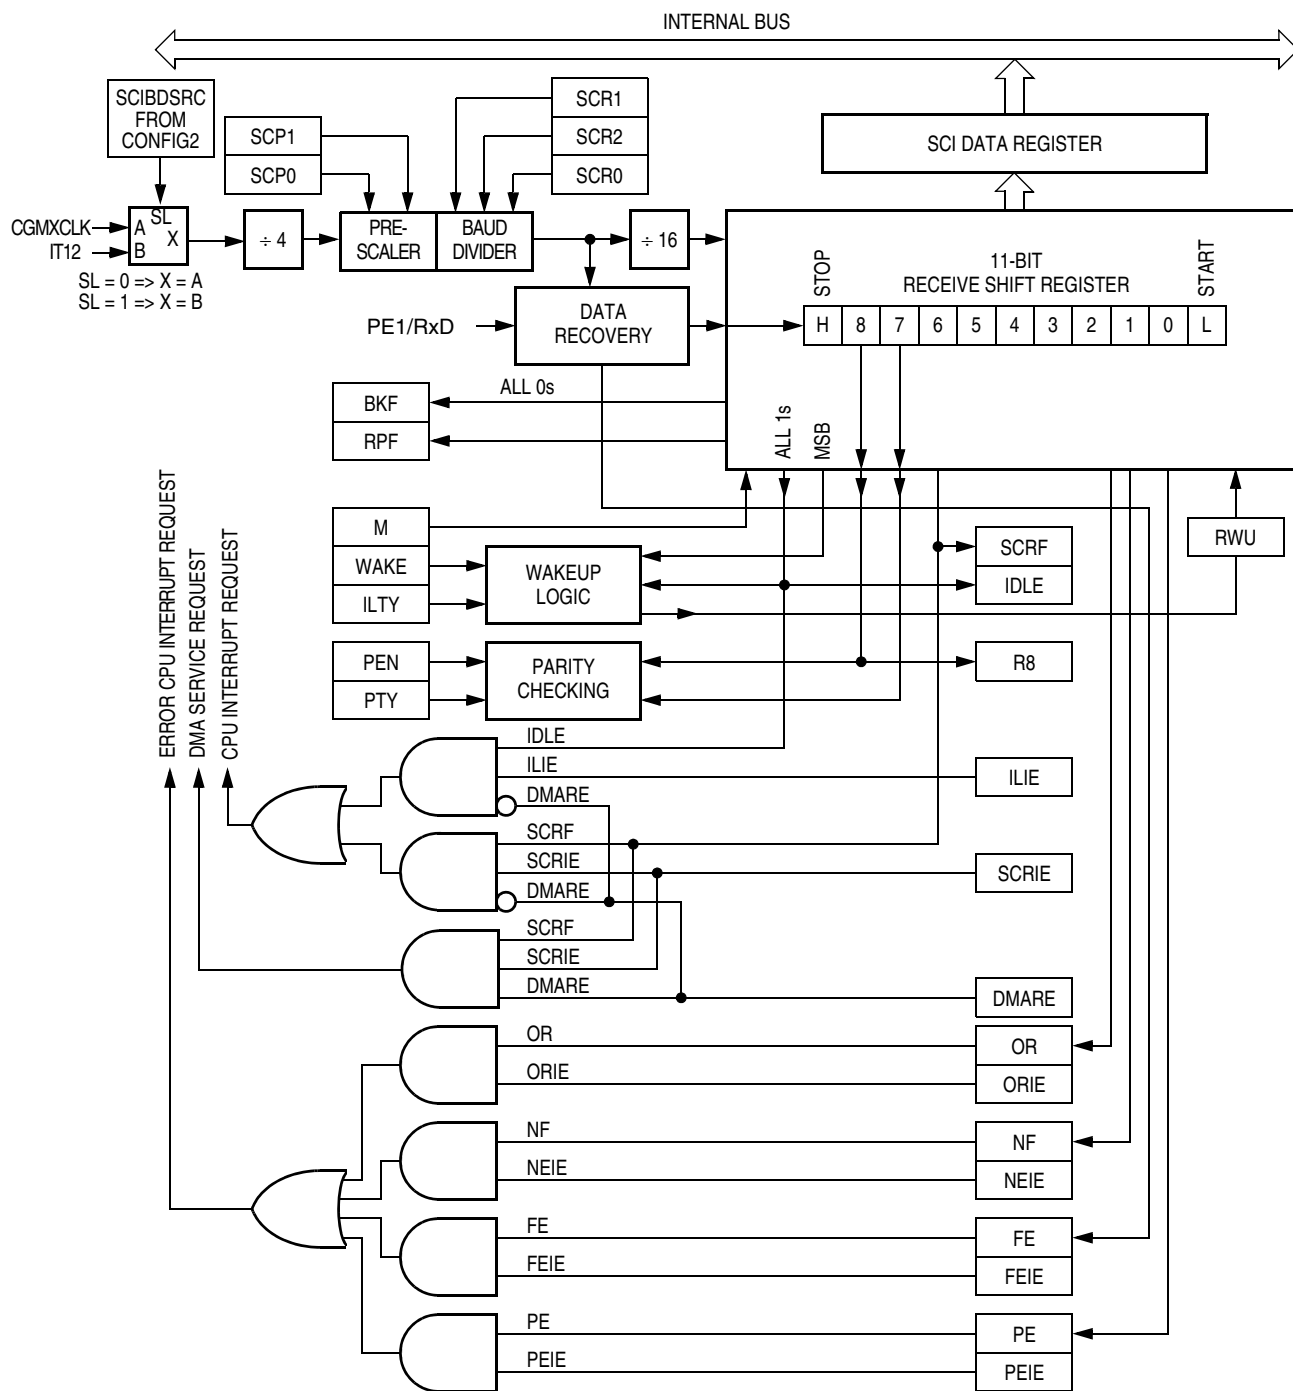 INTERNAL BUS
SCIBDSRC
FROM
CONFIG2
SCR1
SCR2
SCR0
SCP1
SCP0
SCI DATA REGISTER
CGMXCLK
IT12
A
B
SL
X
SL = 0 => X = A
SL = 1 => X = B
÷ 4
PRE-
SCALER
BAUD
DIVIDER
÷ 16
11-BIT
RECEIVE SHIFT REGISTER
STOP
START
H 8 7 6 5 4 3 2 1 0 L
PE1/RxD
DATA
RECOVERY
ALL 0s
BKF
RPF
ALL 1s
MSB
M
WAKE
ILTY
WAKEUP
LOGIC
SCRF
IDLE
RWU
PEN
PTY
PARITY
CHECKING
R8
ERROR CPU INTERRUPT REQUEST
DMA SERVICE REQUEST
CPU INTERRUPT REQUEST
IDLE
ILIE
DMARE
ILIE
SCRF
SCRIE
DMARE
SCRIE
SCRF
SCRIE
DMARE
DMARE
OR
ORIE
OR
ORIE
NF
NEIE
NF
NEIE
FE
FEIE
FE
FEIE
PE
PEIE
PE
PEIE